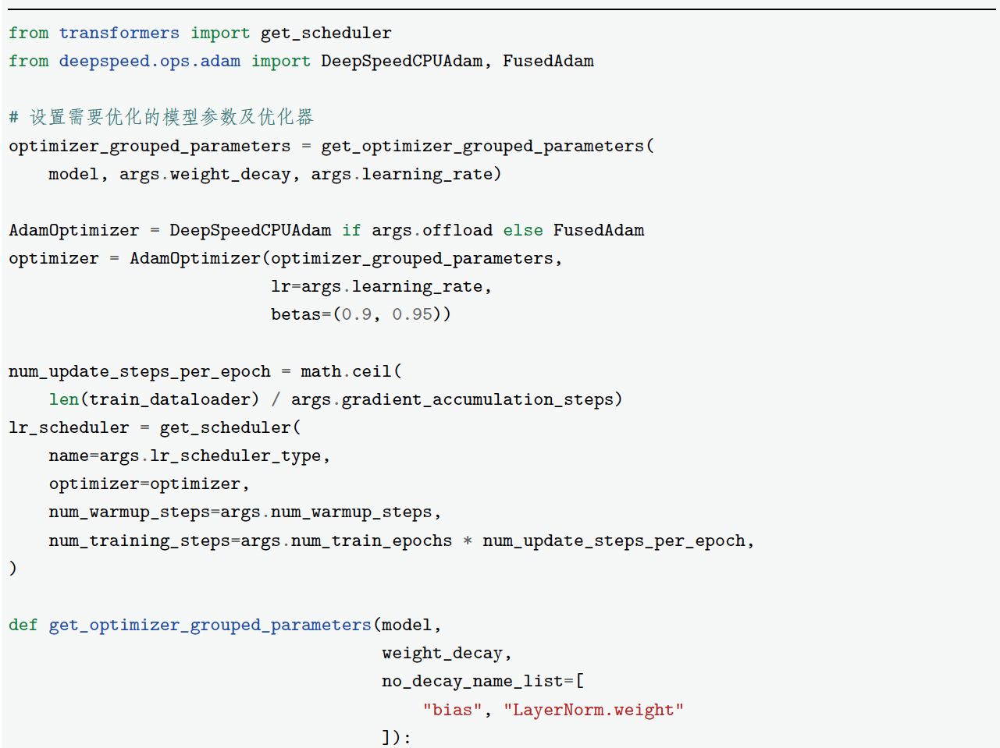 from transformers import get_scheduler
from deepspeed.ops.adam import DeepSpeedCPUAdam, FusedAdam

# 设置需要优化的模型参数及优化器
optimizer_grouped_parameters = get_optimizer_grouped_parameters(
    model, args.weight_decay, args.learning_rate)

AdamOptimizer = DeepSpeedCPUAdam if args.offload else FusedAdam
optimizer = AdamOptimizer(optimizer_grouped_parameters,
                          lr=args.learning_rate,
                          betas=(0.9, 0.95))

num_update_steps_per_epoch = math.ceil(
    len(train_dataloader) / args.gradient_accumulation_steps)
lr_scheduler = get_scheduler(
    name=args.lr_scheduler_type,
    optimizer=optimizer,
    num_warmup_steps=args.num_warmup_steps,
    num_training_steps=args.num_train_epochs * num_update_steps_per_epoch,
)

def get_optimizer_grouped_parameters(model,
                                     weight_decay,
                                     no_decay_name_list=[
                                         "bias", "LayerNorm.weight"
                                     ]):